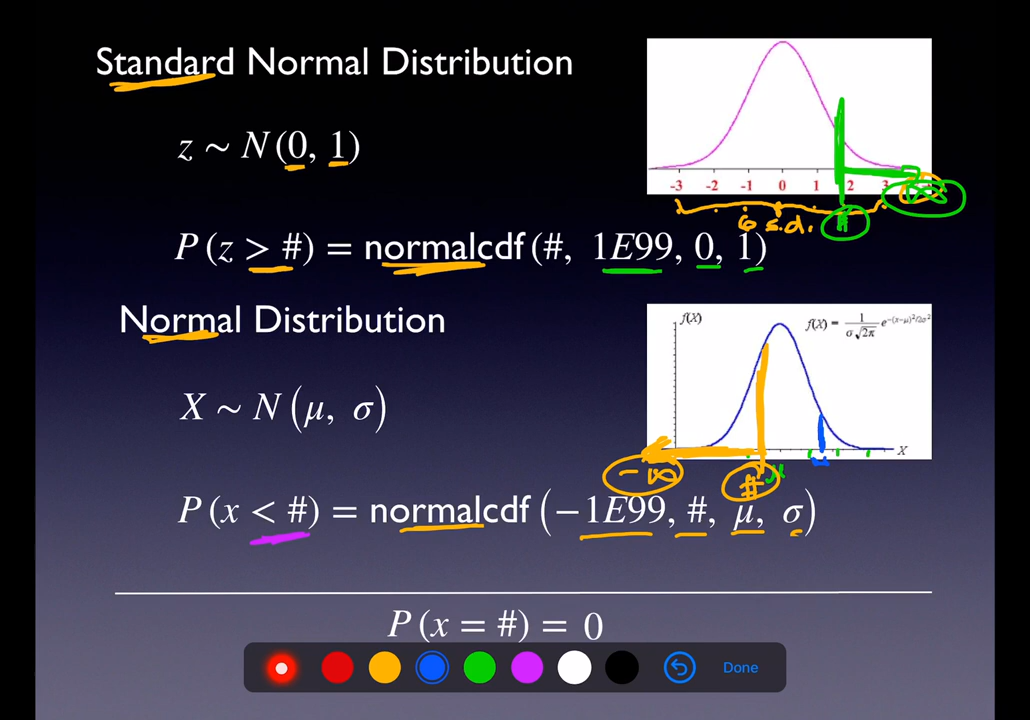 Standard Normal Distribution
z ~ N(0, 1)
-3 -2 -1 0 1 2 3 ∞
6 s.d. #
P(z > #) = normalcdf(#, 1E99, 0, 1)
Normal Distribution
f(X)
f(X) = 1/(σ√2π) e^(-(x-μ)²/2σ²)
X ~ N(μ, σ)
X
-∞ # μ
P(x < #) = normalcdf(-1E99, #, μ, σ)
P(x = #) = 0
Done